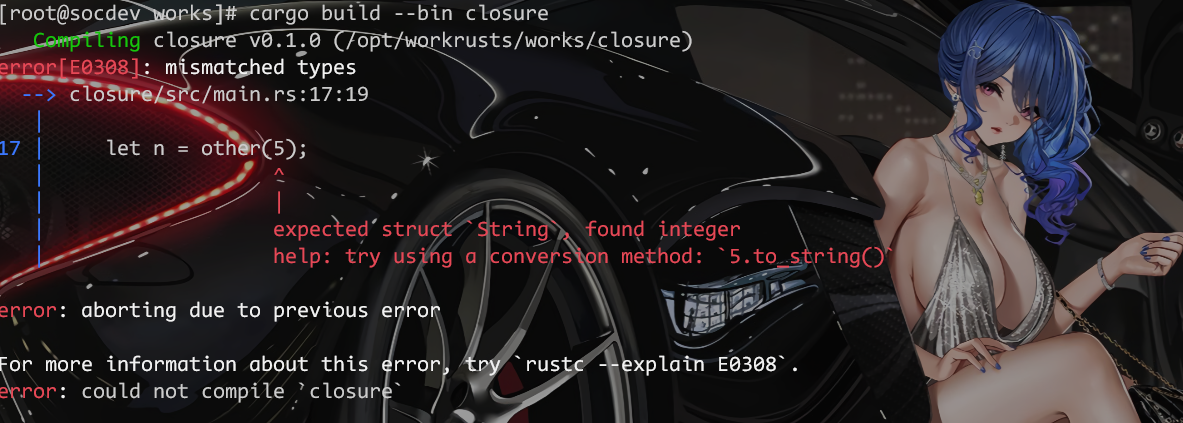 [root@socdev works]# cargo build --bin closure
Compiling closure v0.1.0 (/opt/workrusts/works/closure)
error[E0308]: mismatched types
--> closure/src/main.rs:17:19
|
17 | let n = other(5);
| ^
| |
| expected struct `String`, found integer
| help: try using a conversion method: `5.to_string()`
error: aborting due to previous error
For more information about this error, try `rustc --explain E0308`.
error: could not compile `closure`